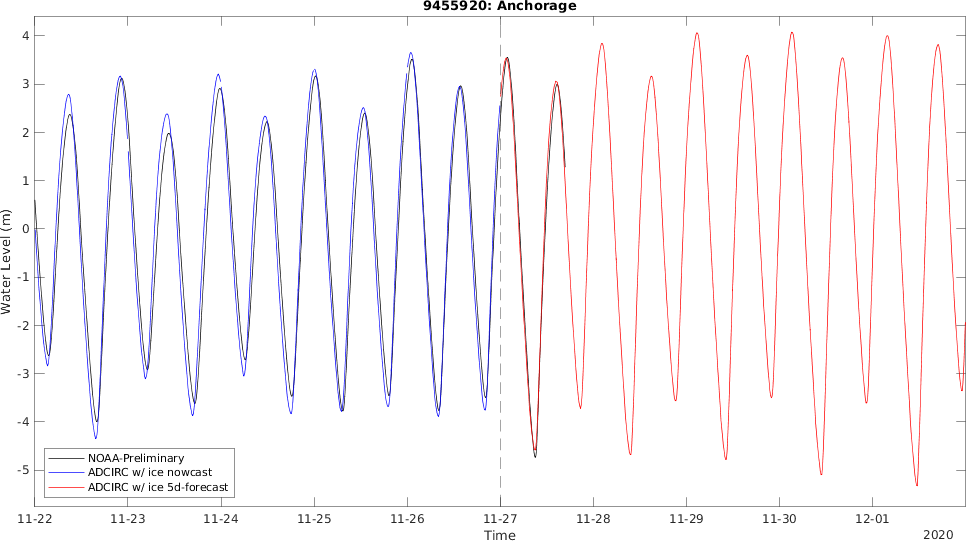 9455920: Anchorage
4
3
2
1
0
-1
-2
-3
-4
-5
Water Level (m)
NOAA-Preliminary
ADCIRC w/ ice nowcast
ADCIRC w/ ice 5d-forecast
11-22 11-23 11-24 11-25 11-26 11-27 11-28 11-29 11-30 12-01
Time
2020